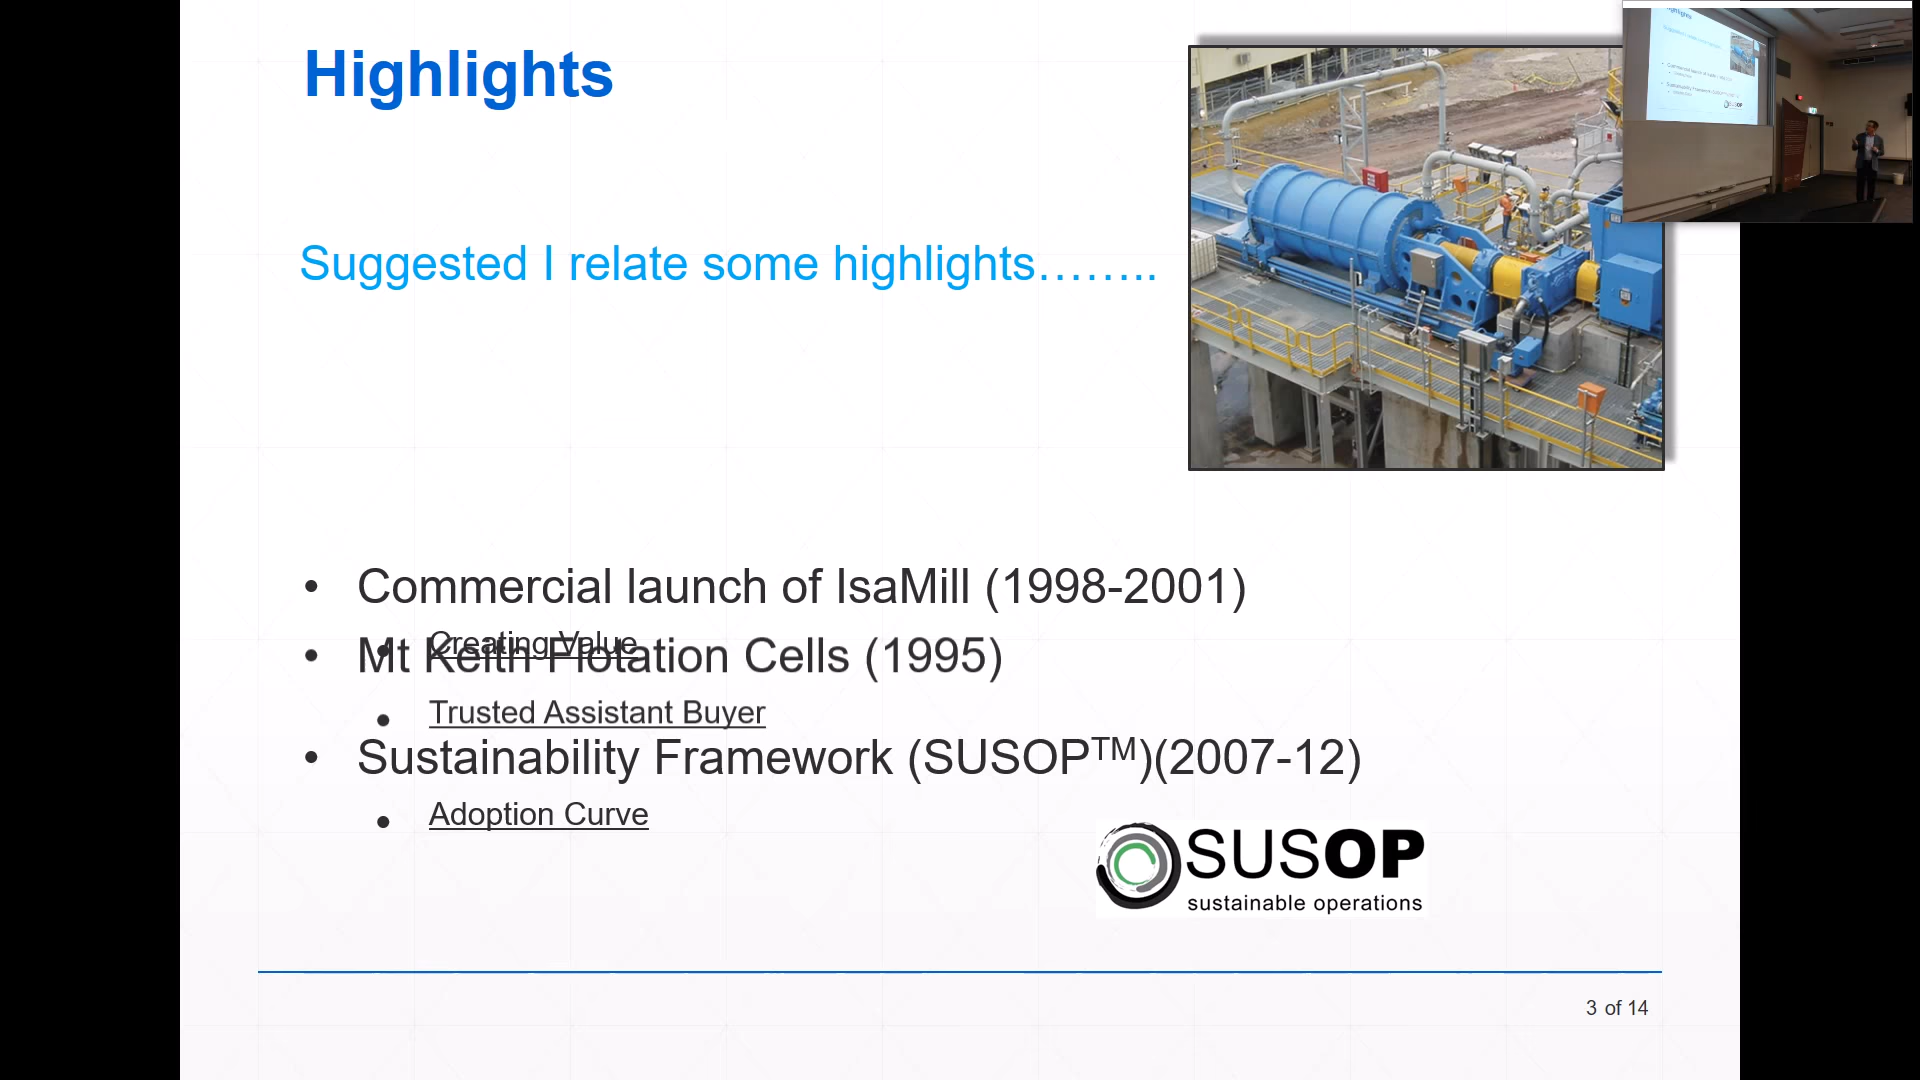 Highlights
Suggested I relate some highlights……..
• Commercial launch of IsaMill (1998-2001)
• Creating Value
• Mt Keith Flotation Cells (1995)
• Trusted Assistant Buyer
• Sustainability Framework (SUSOP™)(2007-12)
• Adoption Curve
SUSOP
sustainable operations
3 of 14